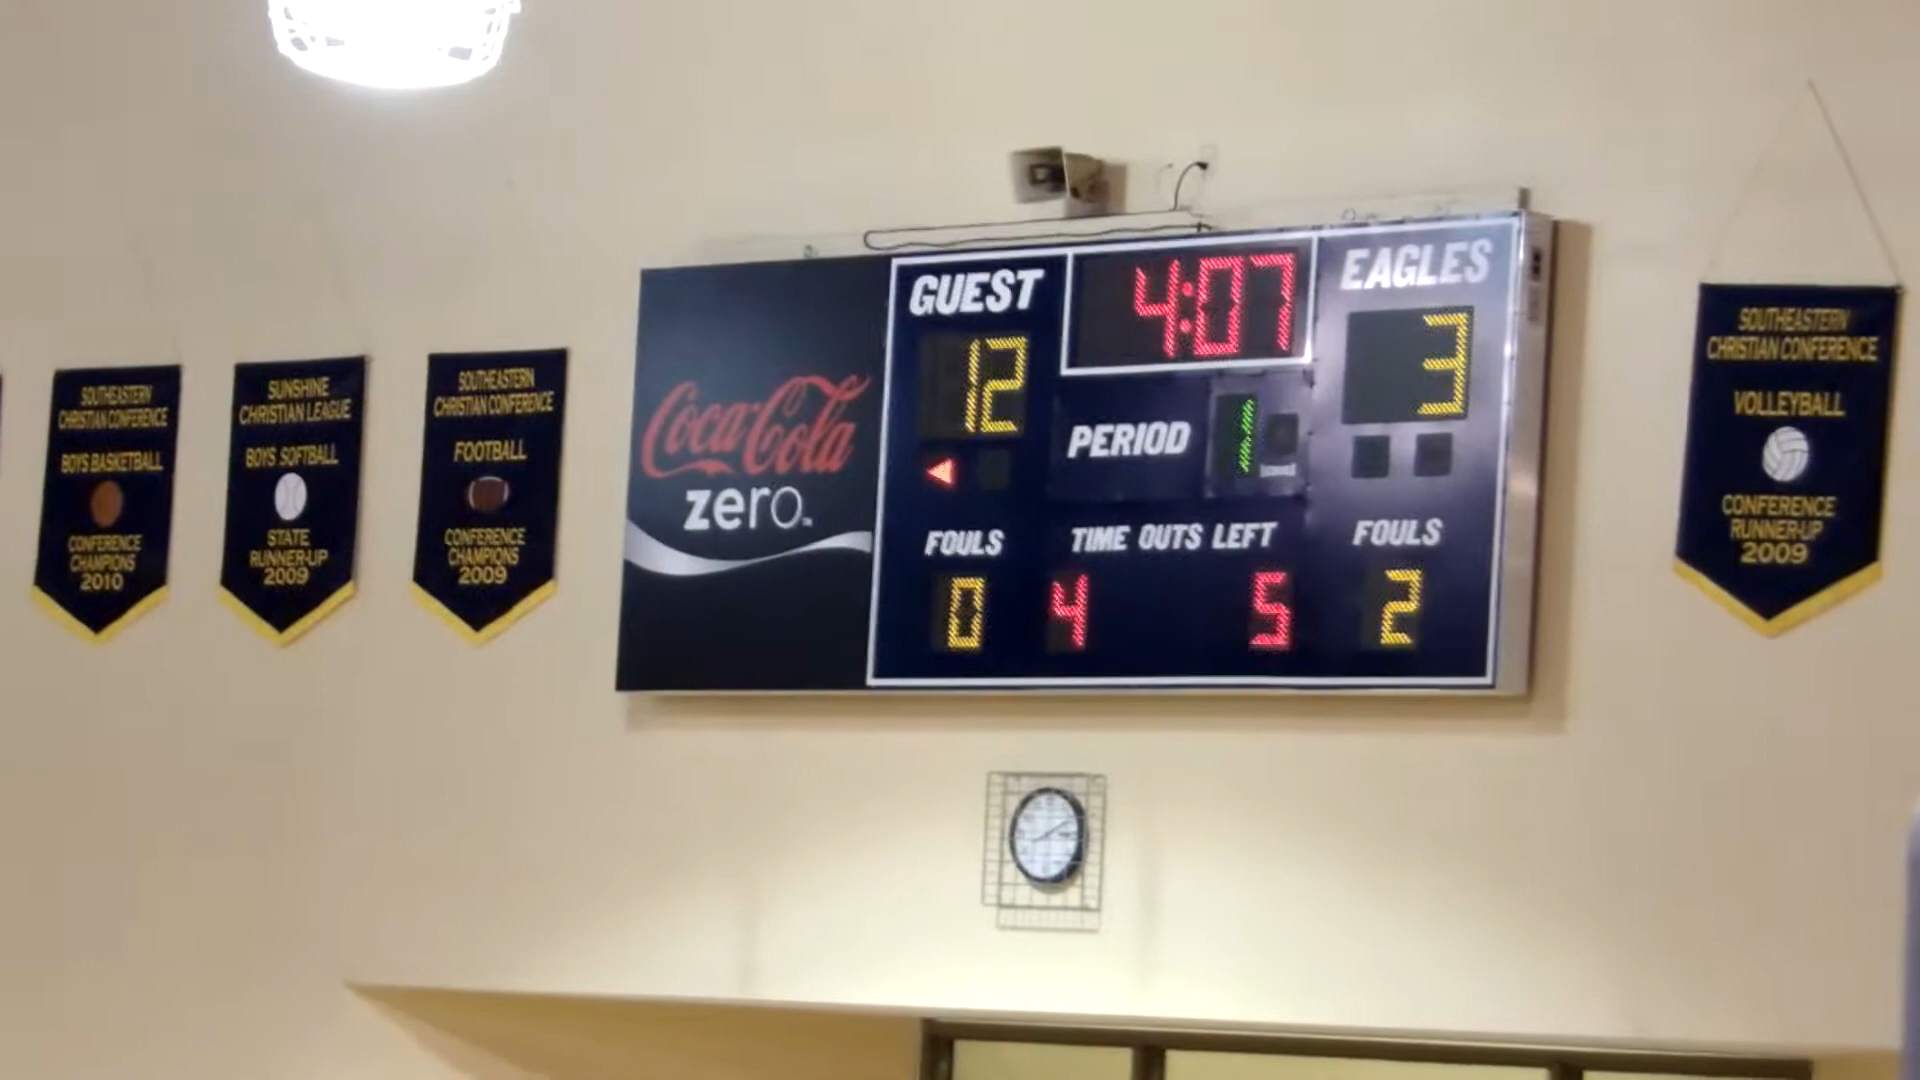 SOUTHEASTERN
CHRISTIAN CONFERENCE
BOYS BASKETBALL
CONFERENCE
CHAMPIONS
2010
SUNSHINE
CHRISTIAN LEAGUE
BOYS SOFTBALL
STATE
RUNNER-UP
2009
SOUTHEASTERN
CHRISTIAN CONFERENCE
FOOTBALL
CONFERENCE
CHAMPIONS
2009
Coca-Cola
zero
GUEST
4:07
EAGLES
12
3
PERIOD 1
FOULS
TIME OUTS LEFT
FOULS
0
4
5
2
SOUTHEASTERN
CHRISTIAN CONFERENCE
VOLLEYBALL
CONFERENCE
RUNNER-UP
2009